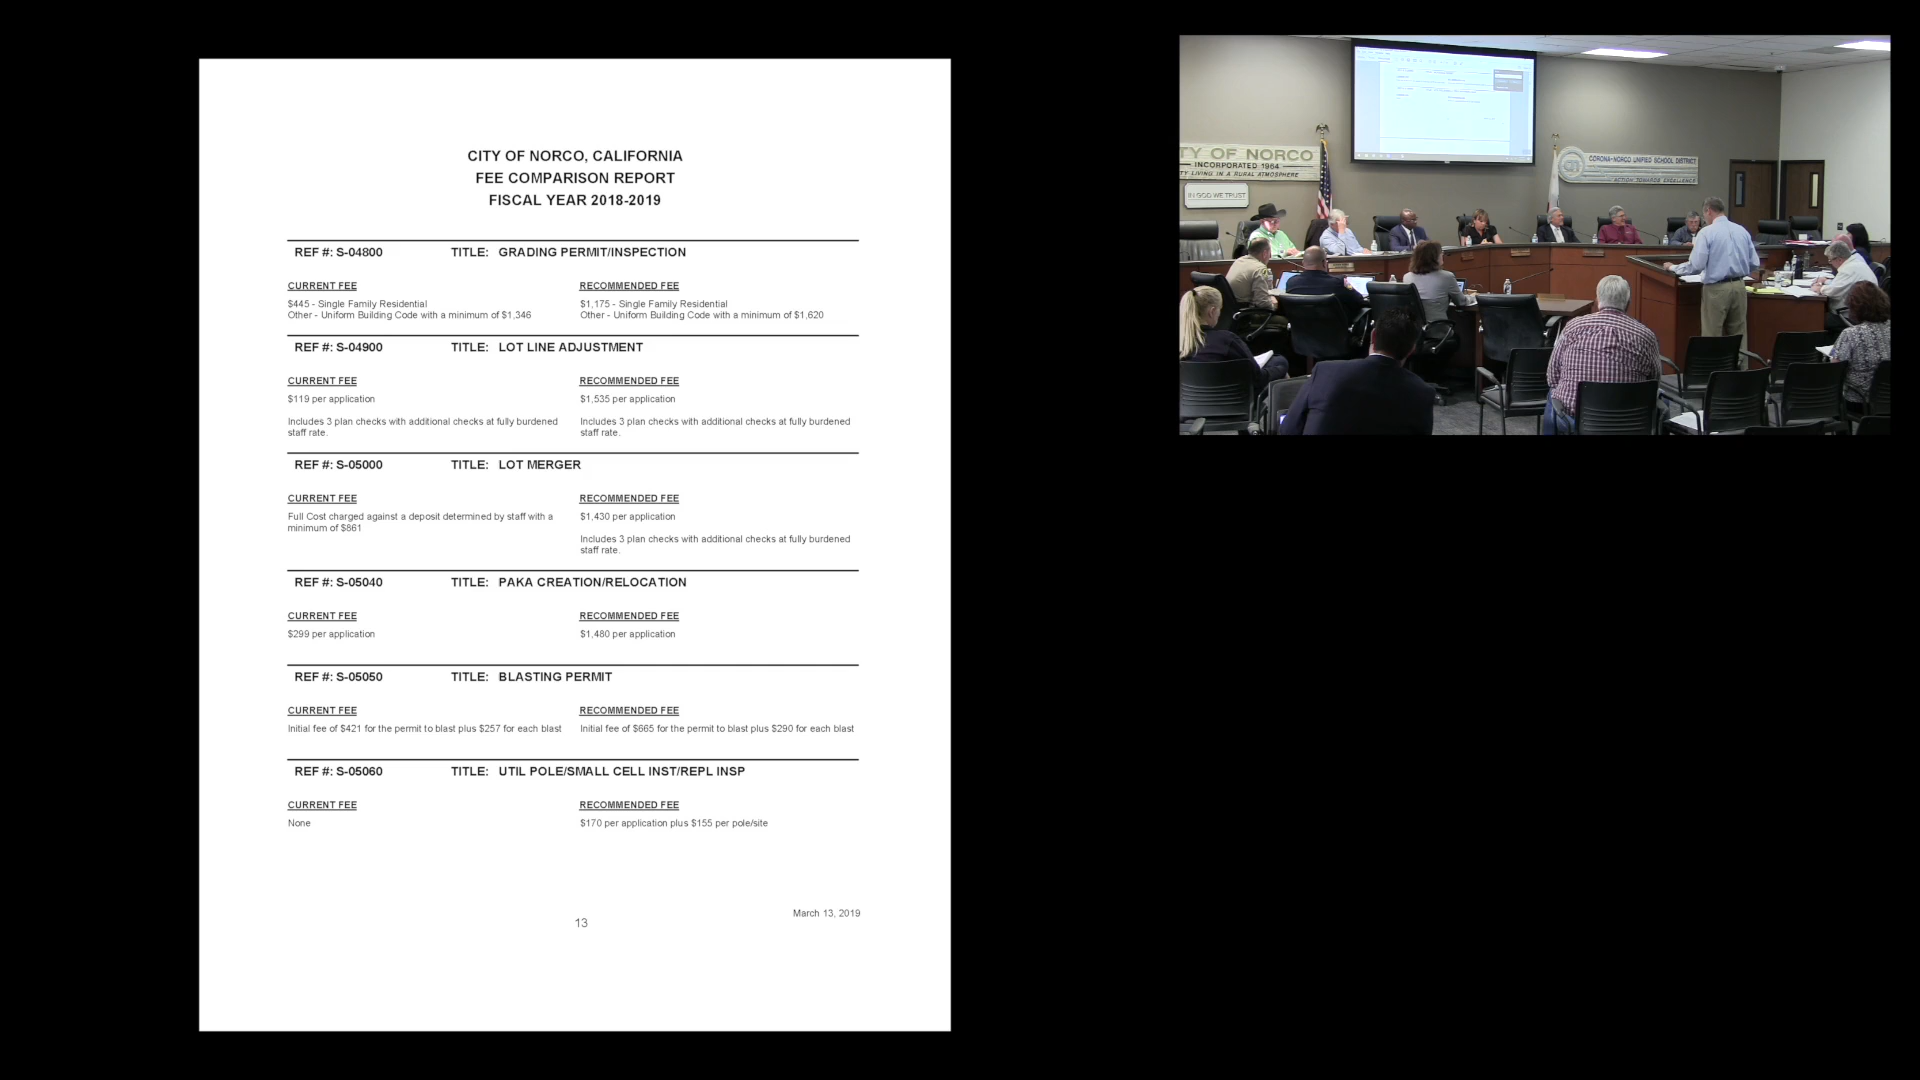 CITY OF NORCO, CALIFORNIA
FEE COMPARISON REPORT
FISCAL YEAR 2018-2019
REF #: S-04800 TITLE: GRADING PERMIT/INSPECTION
CURRENT FEE RECOMMENDED FEE
$445 - Single Family Residential $1,175 - Single Family Residential
Other - Uniform Building Code with a minimum of $1,346 Other - Uniform Building Code with a minimum of $1,620
REF #: S-04900 TITLE: LOT LINE ADJUSTMENT
CURRENT FEE RECOMMENDED FEE
$119 per application $1,535 per application
Includes 3 plan checks with additional checks at fully burdened Includes 3 plan checks with additional checks at fully burdened
staff rate. staff rate.
REF #: S-05000 TITLE: LOT MERGER
CURRENT FEE RECOMMENDED FEE
Full Cost charged against a deposit determined by staff with a $1,430 per application
minimum of $861
Includes 3 plan checks with additional checks at fully burdened
staff rate.
REF #: S-05040 TITLE: PAKA CREATION/RELOCATION
CURRENT FEE RECOMMENDED FEE
$299 per application $1,480 per application
REF #: S-05050 TITLE: BLASTING PERMIT
CURRENT FEE RECOMMENDED FEE
Initial fee of $421 for the permit to blast plus $257 for each blast Initial fee of $665 for the permit to blast plus $290 for each blast
REF #: S-05060 TITLE: UTIL POLE/SMALL CELL INST/REPL INSP
CURRENT FEE RECOMMENDED FEE
None $170 per application plus $155 per pole/site
March 13, 2019
13
TY OF NORCO
INCORPORATED 1964
TY LIVING IN A RURAL ATMOSPHERE
IN GOD WE TRUST
CORONA-NORCO UNIFIED SCHOOL DISTRICT
ACTION TOWARDS EXCELLENCE